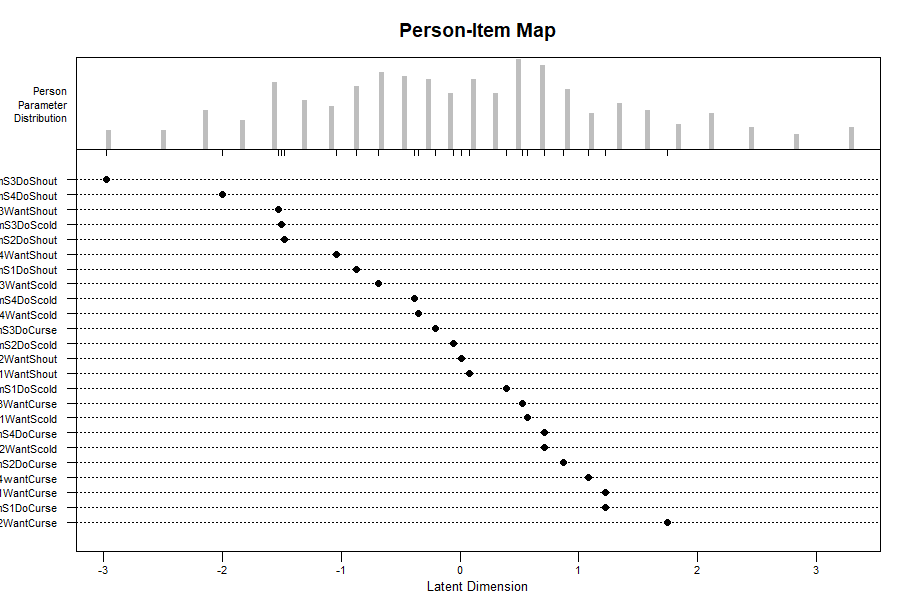 Person-Item Map
Person
Parameter
Distribution
nS3DoShout
nS4DoShout
3WantShout
nS3DoScold
nS2DoShout
4WantShout
nS1DoShout
3WantScold
nS4DoScold
4WantScold
nS3DoCurse
nS2DoScold
2WantShout
1WantShout
nS1DoScold
3WantCurse
1WantScold
nS4DoCurse
2WantScold
nS2DoCurse
4wantCurse
1WantCurse
nS1DoCurse
2WantCurse
-3 -2 -1 0 1 2 3
Latent Dimension